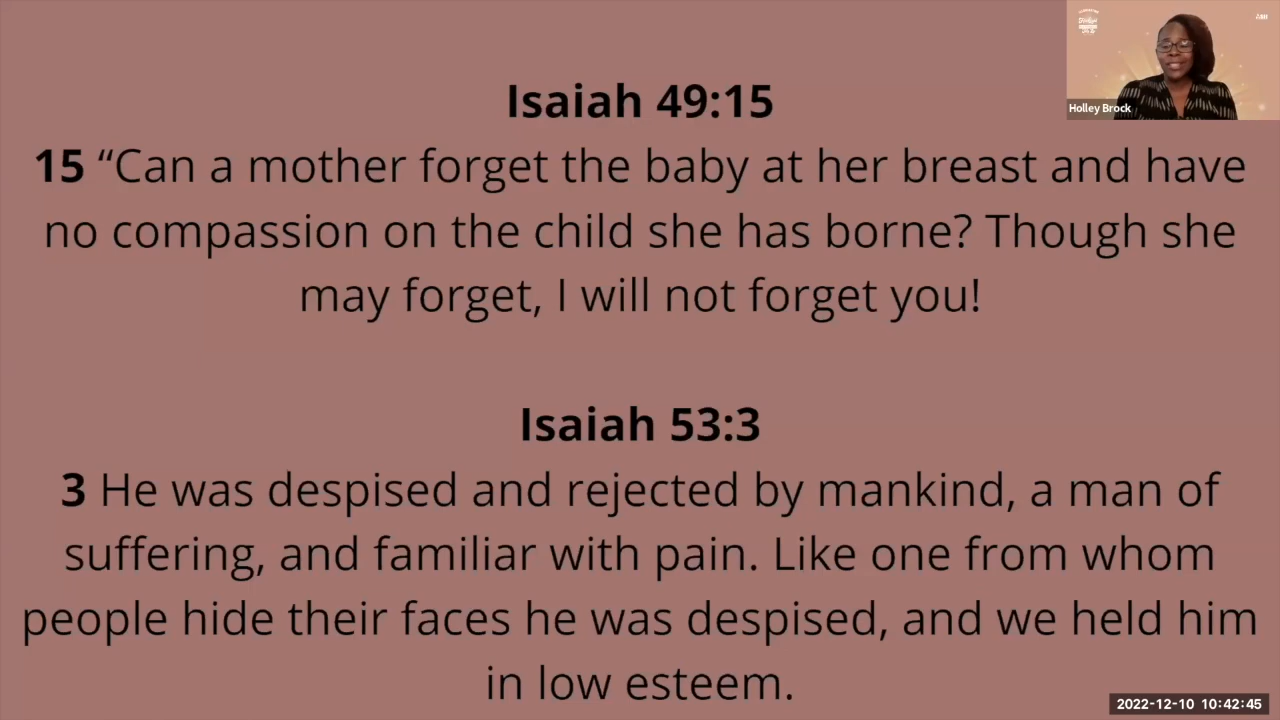 Isaiah 49:15
15 “Can a mother forget the baby at her breast and have
no compassion on the child she has borne? Though she
may forget, I will not forget you!
Isaiah 53:3
3 He was despised and rejected by mankind, a man of
suffering, and familiar with pain. Like one from whom
people hide their faces he was despised, and we held him
in low esteem.
Holley Brock
2022-12-10 10:42:45